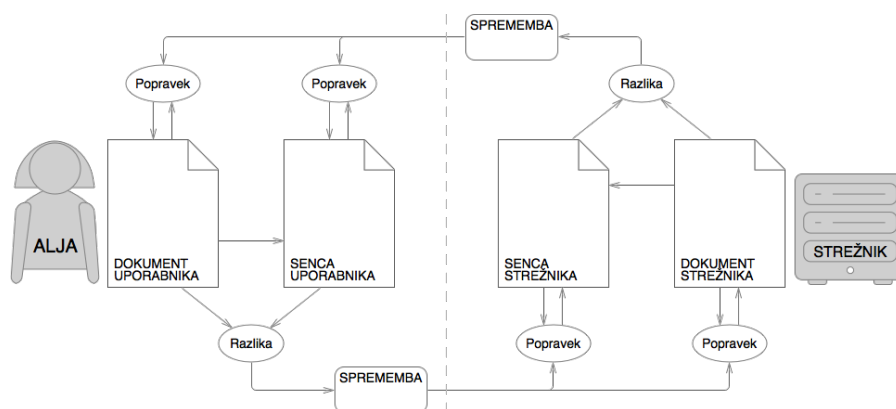 SPREMEMBA
Popravek
Popravek
Razlika
ALJA
DOKUMENT
UPORABNIKA
SENCA
UPORABNIKA
SENCA
STREŽNIKA
DOKUMENT
STREŽNIKA
STREŽNIK
Razlika
Popravek
Popravek
SPREMEMBA